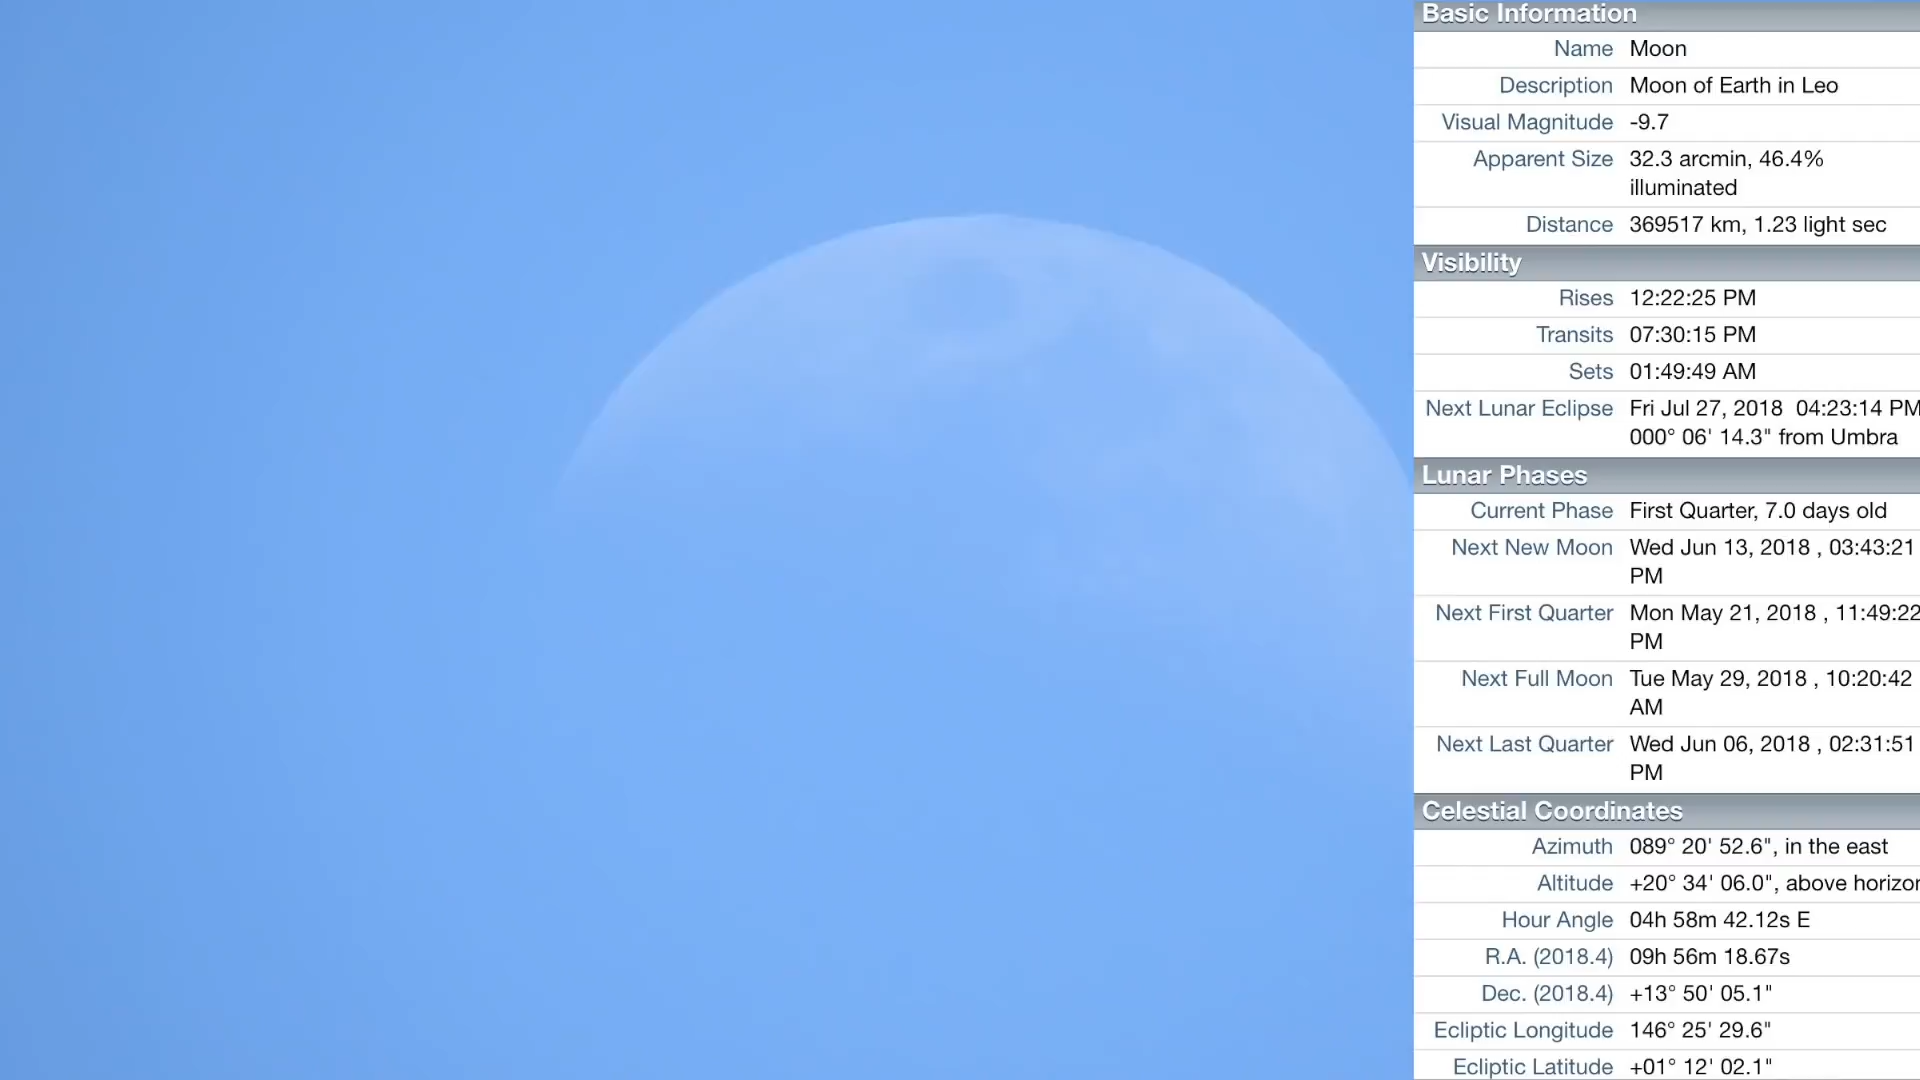 Basic Information
Name Moon
Description Moon of Earth in Leo
Visual Magnitude -9.7
Apparent Size 32.3 arcmin, 46.4%
illuminated
Distance 369517 km, 1.23 light sec
Visibility
Rises 12:22:25 PM
Transits 07:30:15 PM
Sets 01:49:49 AM
Next Lunar Eclipse Fri Jul 27, 2018 04:23:14 PM
000° 06' 14.3" from Umbra
Lunar Phases
Current Phase First Quarter, 7.0 days old
Next New Moon Wed Jun 13, 2018 , 03:43:21
PM
Next First Quarter Mon May 21, 2018 , 11:49:22
PM
Next Full Moon Tue May 29, 2018 , 10:20:42
AM
Next Last Quarter Wed Jun 06, 2018 , 02:31:51
PM
Celestial Coordinates
Azimuth 089° 20' 52.6", in the east
Altitude +20° 34' 06.0", above horizon
Hour Angle 04h 58m 42.12s E
R.A. (2018.4) 09h 56m 18.67s
Dec. (2018.4) +13° 50' 05.1"
Ecliptic Longitude 146° 25' 29.6"
Ecliptic Latitude +01° 12' 02.1"